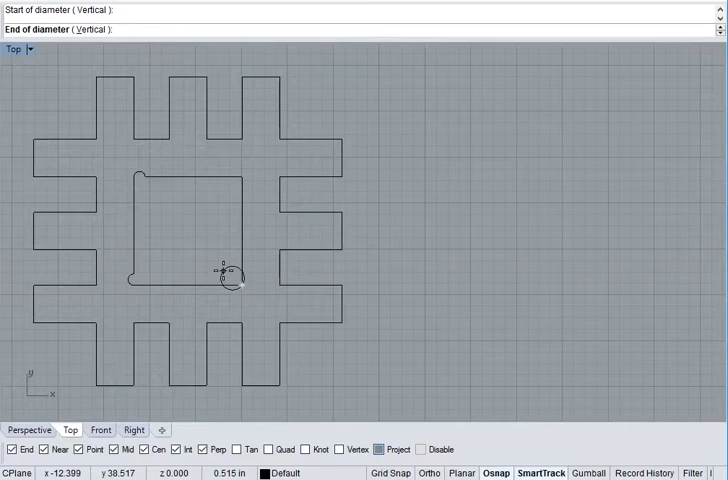 Start of diameter ( Vertical ):
End of diameter ( Vertical ):
Top
y
x
Perspective Top Front Right
End Near Point Mid Cen Int Perp Tan Quad Knot Vertex Project Disable
CPlane x -12.399 y 38.517 z 0.000 0.515 in Default Grid Snap Ortho Planar Osnap SmartTrack Gumball Record History Filter